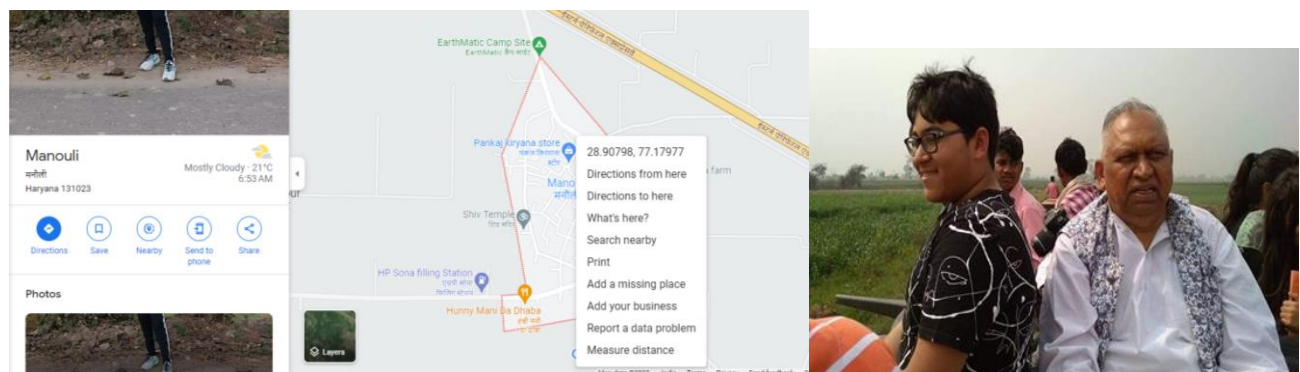 Manouli
मनौली
Haryana 131023
Mostly Cloudy · 21°C
6:53 AM
Directions
Save
Nearby
Send to
phone
Share
Photos
EarthMatic Camp Site
Pankaj Kiryana store
Mano
Shiv Temple
शिव मंदिर
HP Sona filling Station
Hunny Mani Da Dhaba
farm
Layers
28.90798, 77.17977
Directions from here
Directions to here
What's here?
Search nearby
Print
Add a missing place
Add your business
Report a data problem
Measure distance